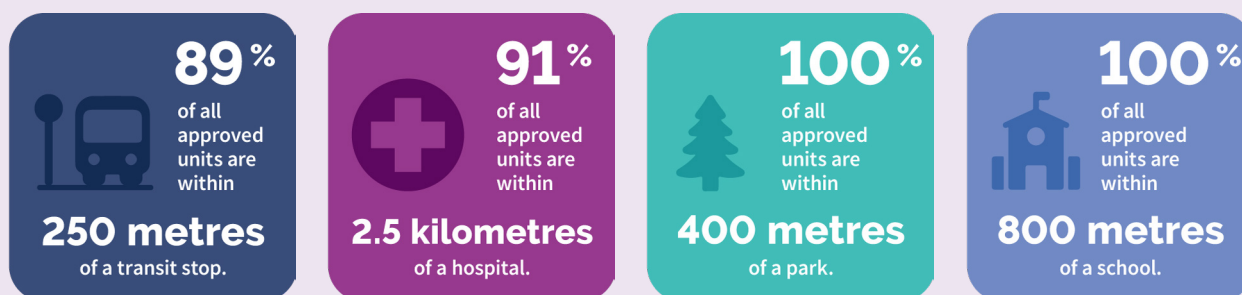 89%
of all
approved
units are
within
250 metres
of a transit stop.
91%
of all
approved
units are
within
2.5 kilometres
of a hospital.
100%
of all
approved
units are
within
400 metres
of a park.
100%
of all
approved
units are
within
800 metres
of a school.